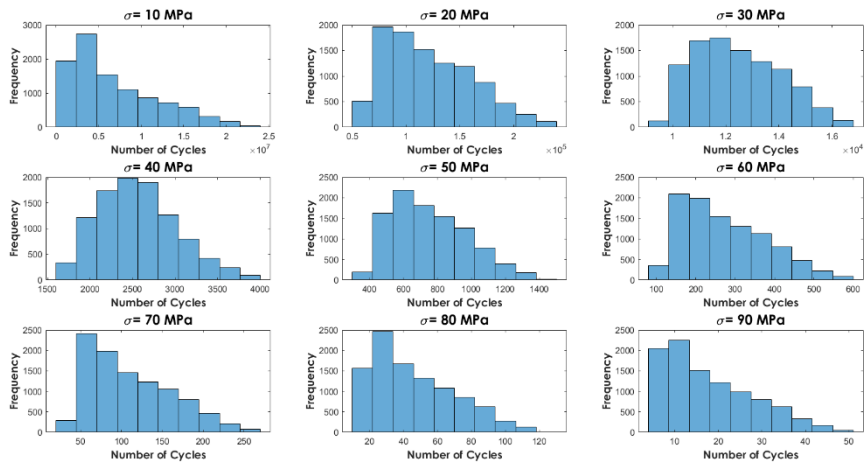 σ= 10 MPa
3000
2000
1000
0
Frequency
0 0.5 1 1.5 2 2.5
Number of Cycles
×10^7
σ= 20 MPa
2000
1500
1000
500
0
Frequency
0.5 1 1.5 2 2.5
Number of Cycles
×10^5
σ= 30 MPa
2000
1500
1000
500
0
Frequency
1 1.2 1.4 1.6
Number of Cycles
×10^4
σ= 40 MPa
2000
1500
1000
500
0
Frequency
1500 2000 2500 3000 3500 4000
Number of Cycles
σ= 50 MPa
2500
2000
1500
1000
500
0
Frequency
400 600 800 1000 1200 1400
Number of Cycles
σ= 60 MPa
2500
2000
1500
1000
500
0
Frequency
100 200 300 400 500 600
Number of Cycles
σ= 70 MPa
2500
2000
1500
1000
500
0
Frequency
50 100 150 200 250
Number of Cycles
σ= 80 MPa
2500
2000
1500
1000
500
0
Frequency
20 40 60 80 100 120
Number of Cycles
σ= 90 MPa
2500
2000
1500
1000
500
0
Frequency
10 20 30 40 50
Number of Cycles